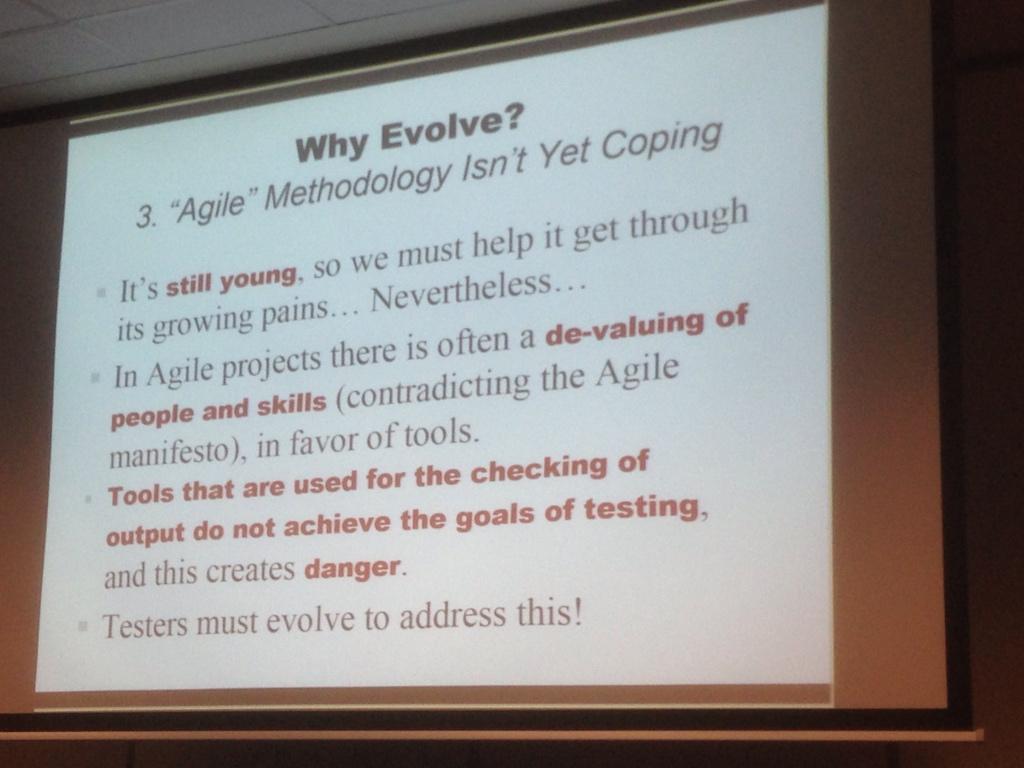 Why Evolve?
3. "Agile" Methodology Isn't Yet Coping
It's still young, so we must help it get through
its growing pains… Nevertheless…
In Agile projects there is often a de-valuing of
people and skills (contradicting the Agile
manifesto), in favor of tools.
Tools that are used for the checking of
output do not achieve the goals of testing,
and this creates danger.
Testers must evolve to address this!